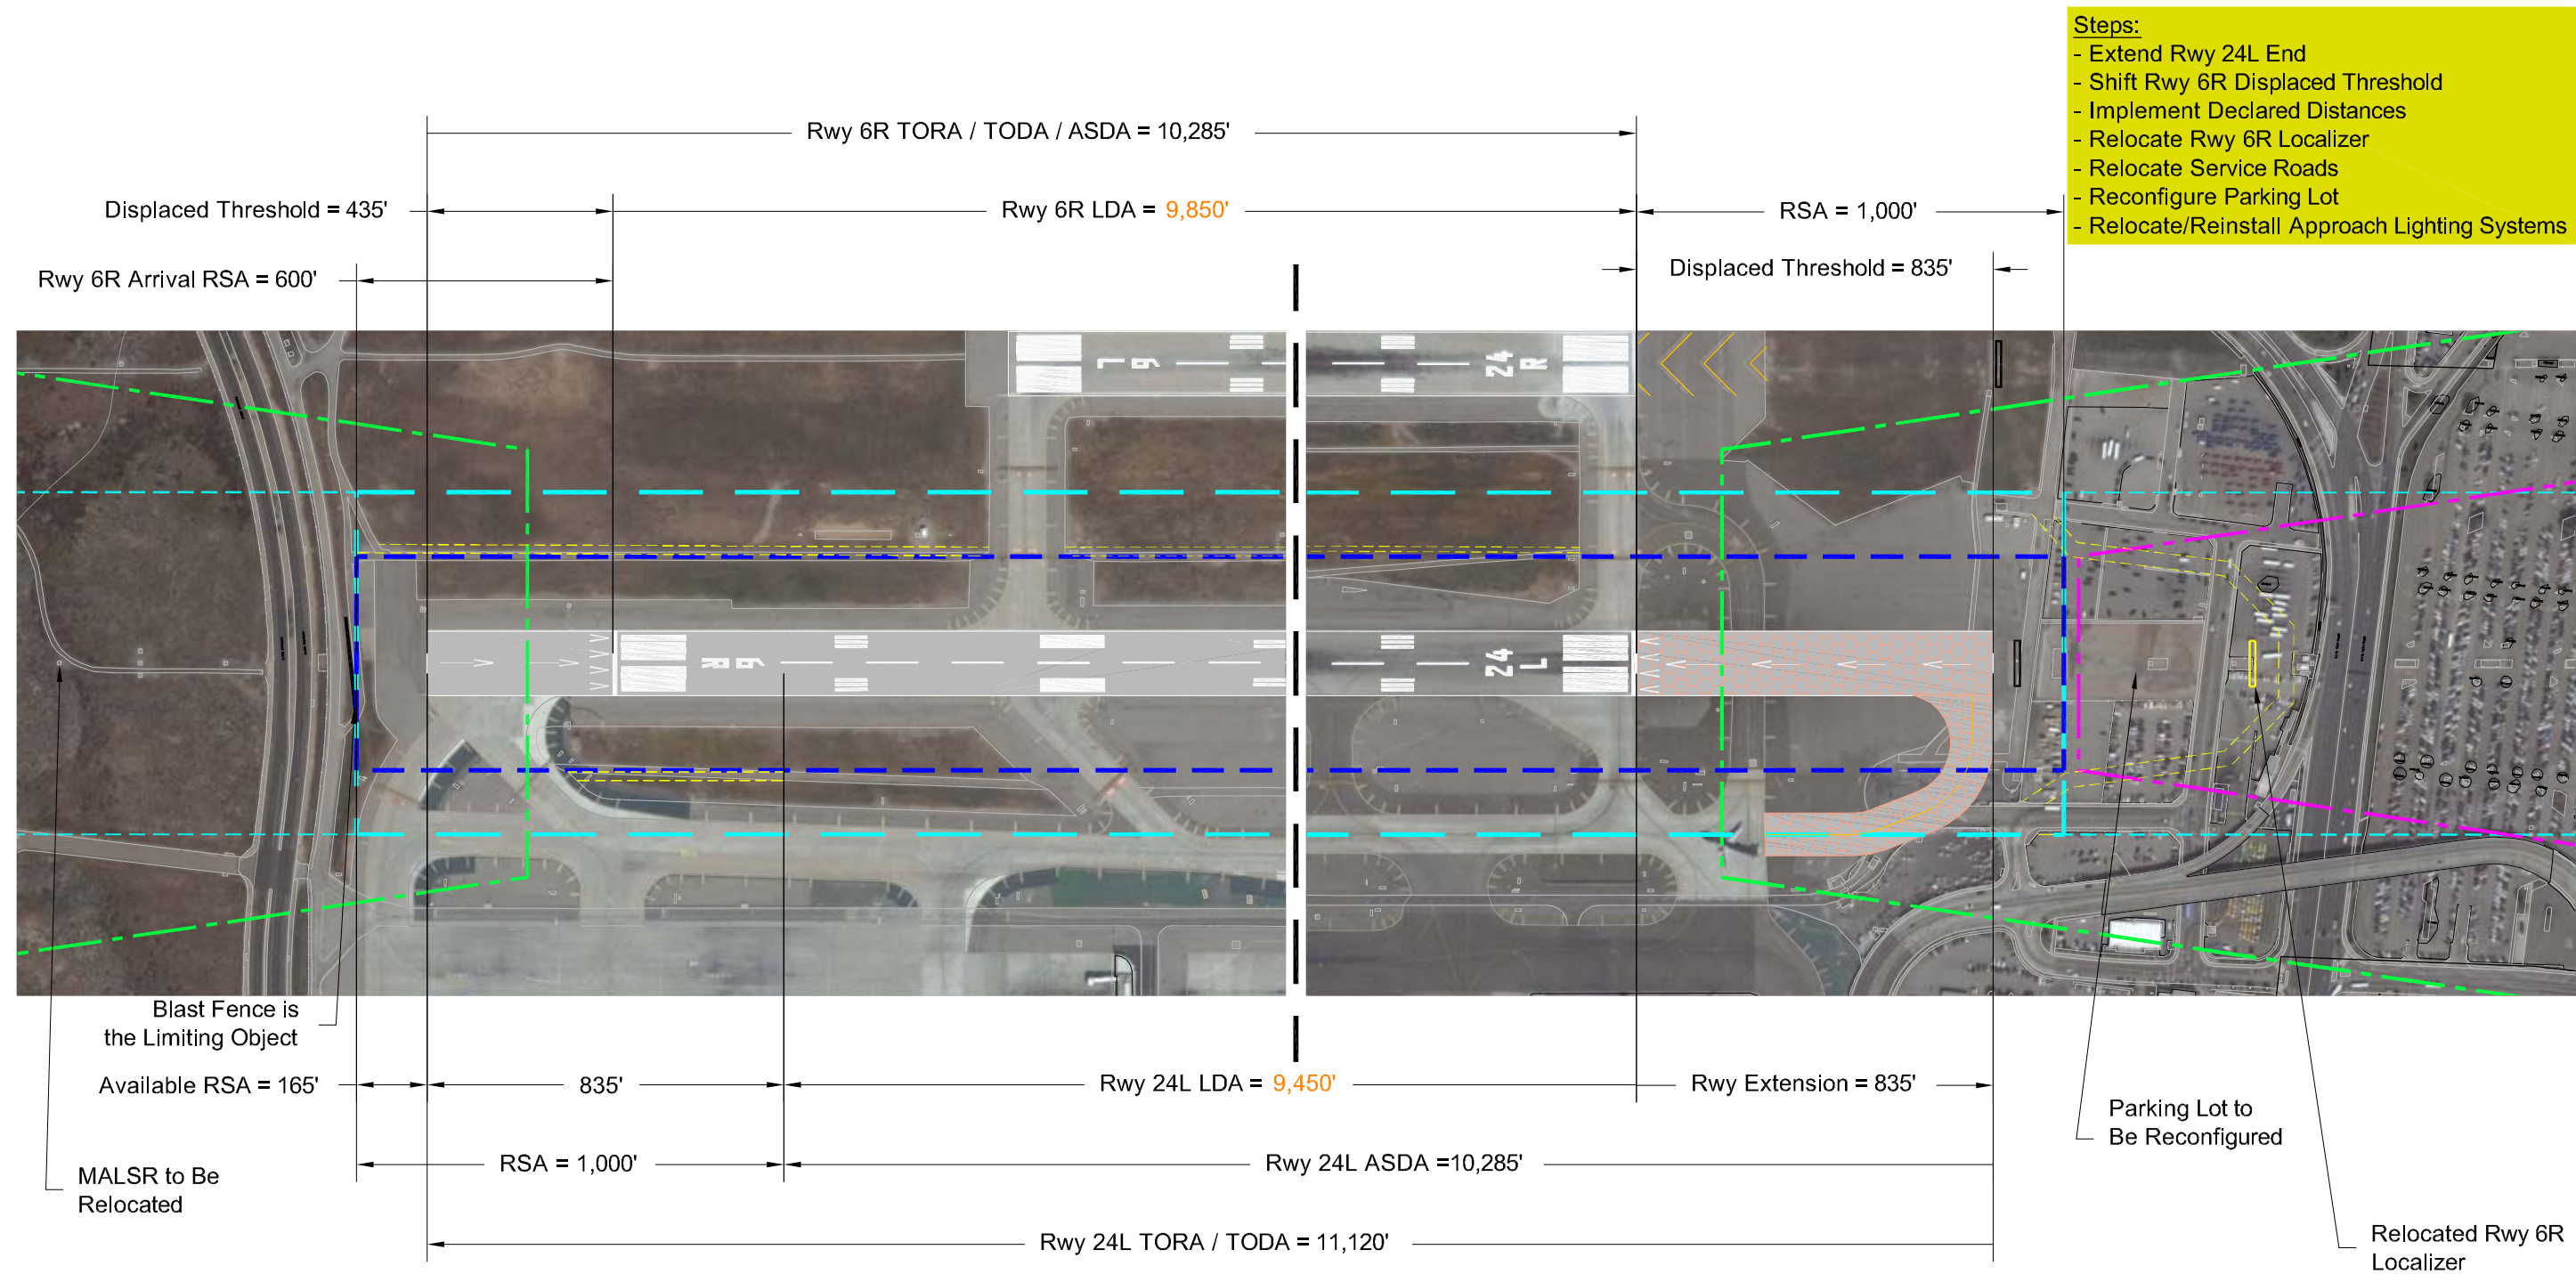 Steps:
- Extend Rwy 24L End
- Shift Rwy 6R Displaced Threshold
- Implement Declared Distances
- Relocate Rwy 6R Localizer
- Relocate Service Roads
- Reconfigure Parking Lot
- Relocate/Reinstall Approach Lighting Systems
Rwy 6R TORA / TODA / ASDA = 10,285'
Displaced Threshold = 435'
Rwy 6R LDA = 9,850'
RSA = 1,000'
Rwy 6R Arrival RSA = 600'
Displaced Threshold = 835'
6L
24
R
6R
24
L
Blast Fence is
the Limiting Object
Available RSA = 165'
835'
Rwy 24L LDA = 9,450'
Rwy Extension = 835'
Parking Lot to
Be Reconfigured
RSA = 1,000'
Rwy 24L ASDA =10,285'
MALSR to Be
Relocated
Rwy 24L TORA / TODA = 11,120'
Relocated Rwy 6R
Localizer